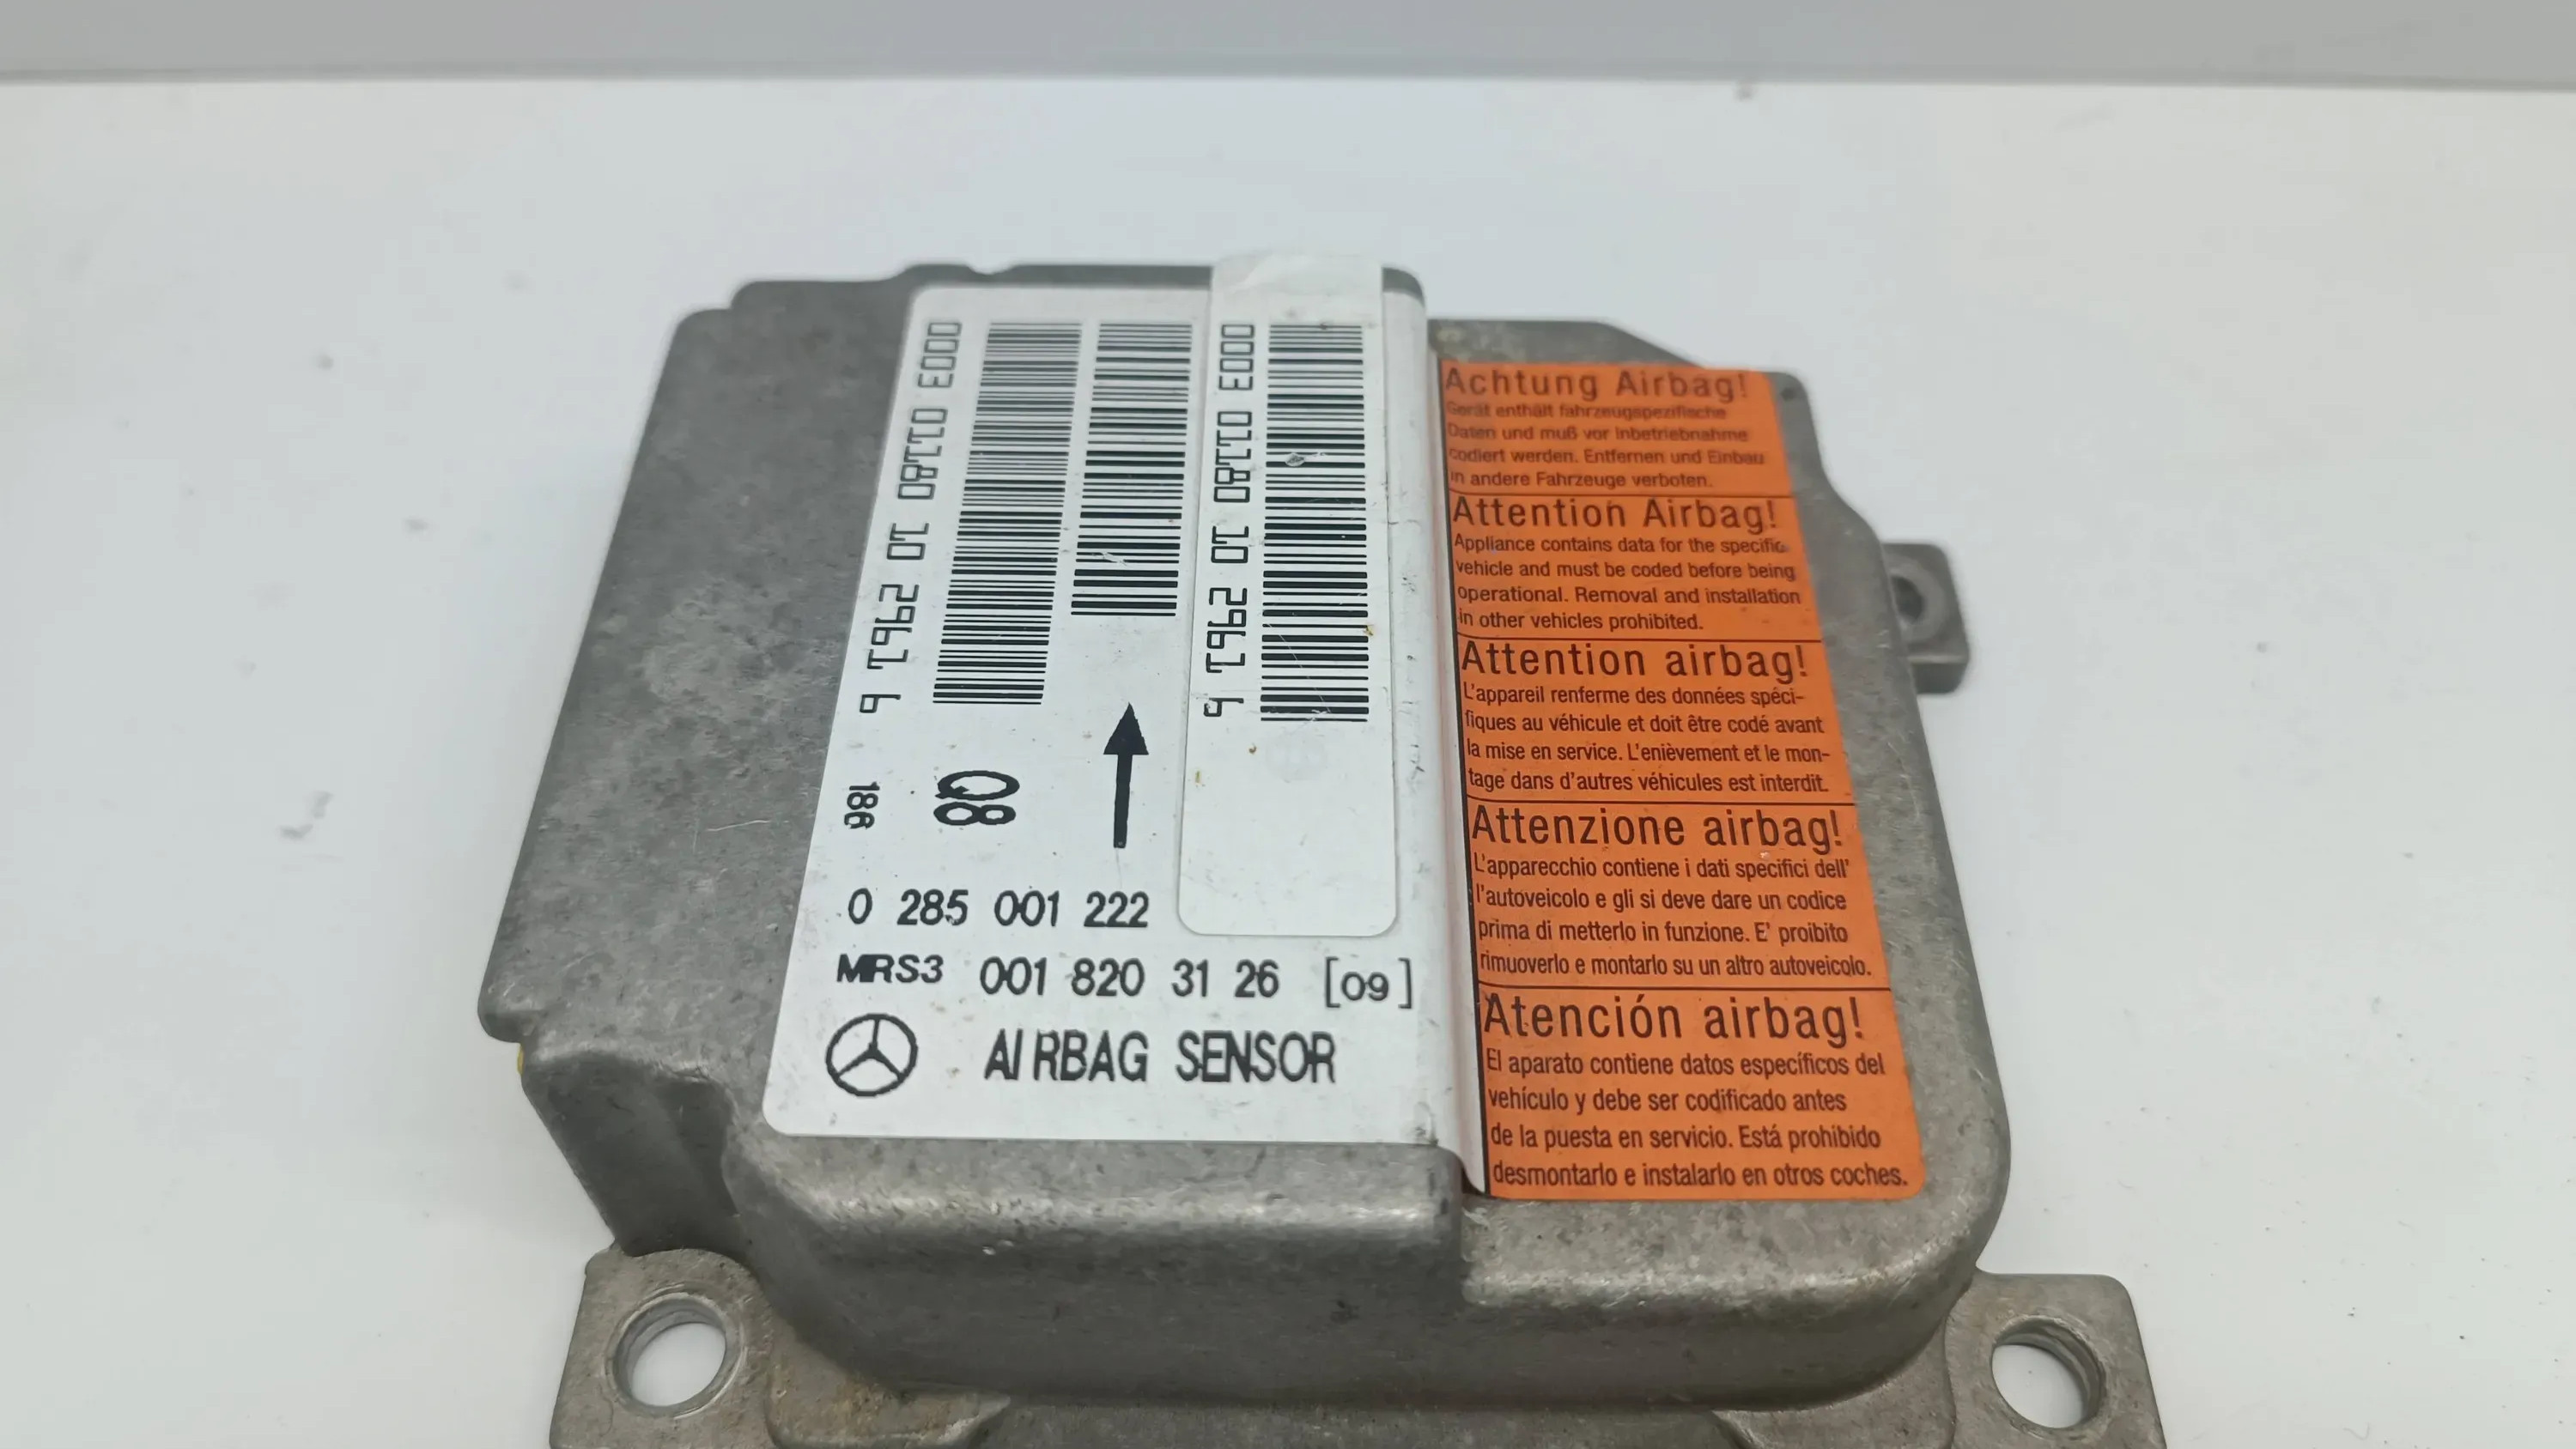 0003 01180 10 2961 6
0003 01180 10 2961 6
186
Q8
0 285 001 222
MRS3 001 820 31 26 [09]
AIRBAG SENSOR
Achtung Airbag!
Gerät enthält fahrzeugspezifische
Daten und muß vor Inbetriebnahme
codiert werden. Entfernen und Einbau
in andere Fahrzeuge verboten.
Attention Airbag!
Appliance contains data for the specific
vehicle and must be coded before being
operational. Removal and installation
in other vehicles prohibited.
Attention airbag!
L'appareil renferme des données spéci-
fiques au véhicule et doit être codé avant
la mise en service. L'enièvement et le mon-
tage dans d'autres véhicules est interdit.
Attenzione airbag!
L'apparecchio contiene i dati specifici dell'
l'autoveicolo e gli si deve dare un codice
prima di metterlo in funzione. E' proibito
rimuoverlo e montarlo su un altro autoveicolo.
Atención airbag!
El aparato contiene datos específicos del
vehículo y debe ser codificado antes
de la puesta en servicio. Está prohibido
desmontarlo e instalarlo en otros coches.